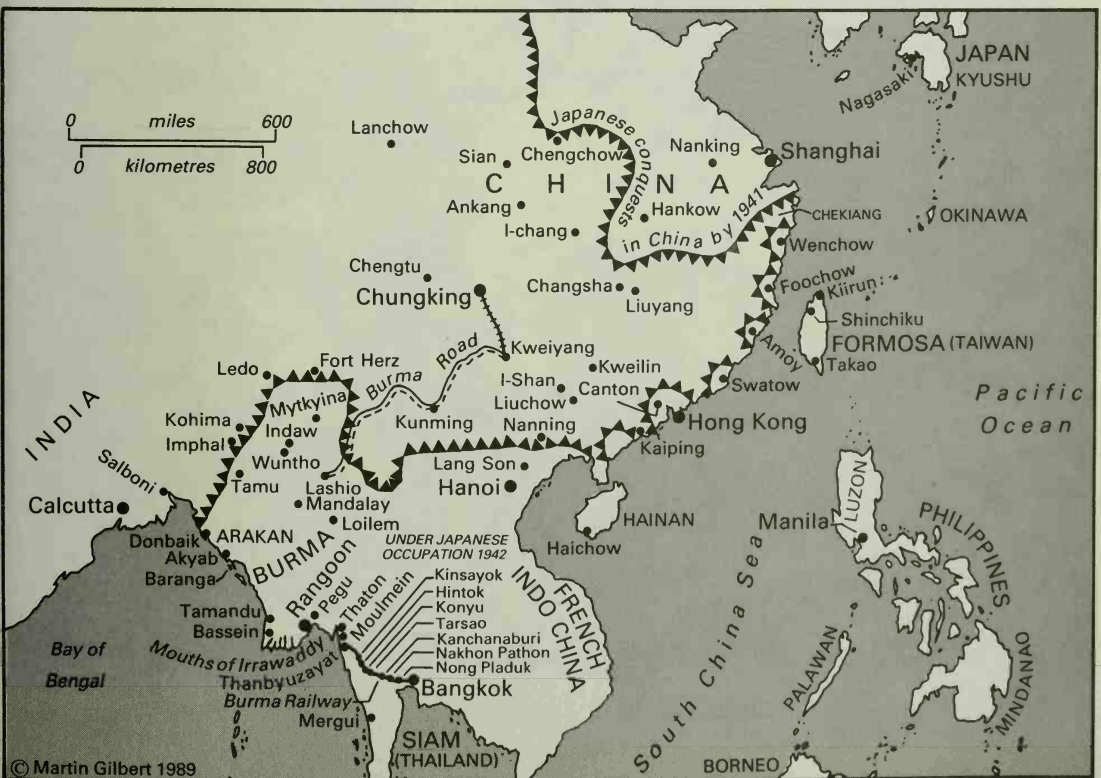 JAPAN
KYUSHU
Nagasaki
0 miles 600
0 kilometres 800
Lanchow
Japanese conquests
in China by 1941
Sian
Chengchow
Nanking
Shanghai
CHINA
Ankang
Hankow
CHEKIANG
OKINAWA
I-chang
Wenchow
Chengtu
Chungking
Changsha
Liuyang
Foochow
Kiirun
Shinchiku
FORMOSA (TAIWAN)
Amoy
Takao
Kweiyang
Burma Road
Ledo
Fort Herz
Kweilin
I-Shan
Canton
Swatow
Pacific
Ocean
INDIA
Mytkyina
Liuchow
Kohima
Indaw
Kunming
Nanning
Hong Kong
Imphal
Kaiping
Wuntho
Lang Son
Salboni
Tamu
Lashio
Hanoi
Calcutta
Mandalay
Loilem
HAINAN
Manila
LUZON
PHILIPPINES
Donbaik
ARAKAN
Akyab
BURMA
UNDER JAPANESE
OCCUPATION 1942
Haichow
Baranga
Rangoon
Pegu
Thaton
Moulmein
Kinsayok
Hintok
Konyu
Tarsao
Kanchanaburi
Nakhon Pathon
Nong Pladuk
FRENCH
INDO CHINA
Tamandu
Bassein
Bay of
Bengal
Mouths of Irrawaddy
Thanbyuzayat
Bangkok
Burma Railway
Mergui
South China Sea
PALAWAN
MINDANAO
SIAM
(THAILAND)
BORNEO
© Martin Gilbert 1989